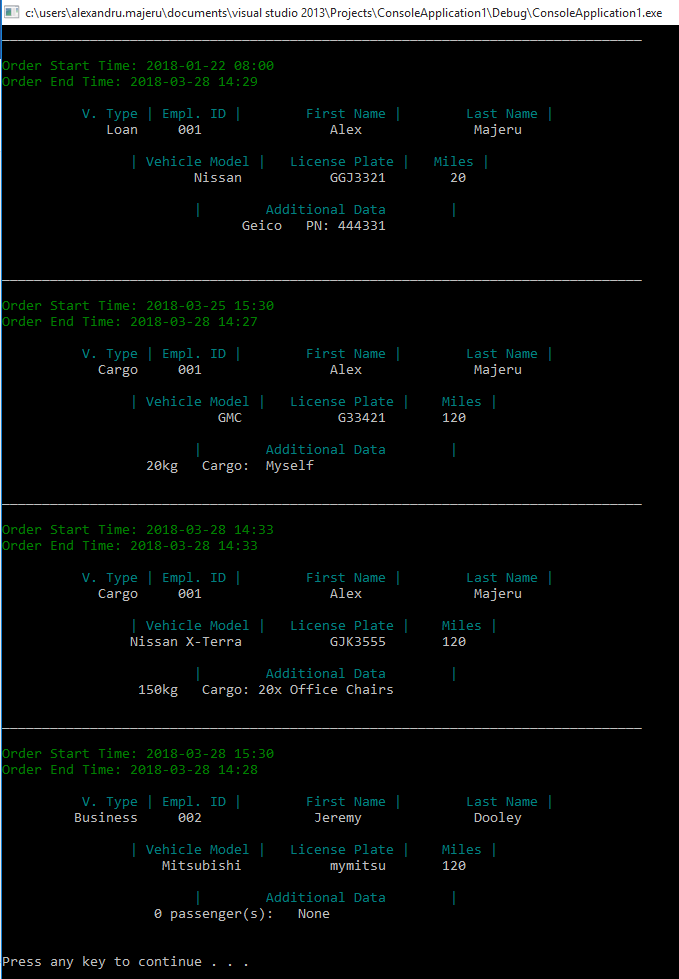 c:\users\alexandru.majeru\documents\visual studio 2013\Projects\ConsoleApplication1\Debug\ConsoleApplication1.exe
Order Start Time: 2018-01-22 08:00
Order End Time: 2018-03-28 14:29
V. Type | Empl. ID | First Name | Last Name |
Loan 001 Alex Majeru
| Vehicle Model | License Plate | Miles |
Nissan GGJ3321 20
| Additional Data |
Geico PN: 444331
Order Start Time: 2018-03-25 15:30
Order End Time: 2018-03-28 14:27
V. Type | Empl. ID | First Name | Last Name |
Cargo 001 Alex Majeru
| Vehicle Model | License Plate | Miles |
GMC G33421 120
| Additional Data |
20kg Cargo: Myself
Order Start Time: 2018-03-28 14:33
Order End Time: 2018-03-28 14:33
V. Type | Empl. ID | First Name | Last Name |
Cargo 001 Alex Majeru
| Vehicle Model | License Plate | Miles |
Nissan X-Terra GJK3555 120
| Additional Data |
150kg Cargo: 20x Office Chairs
Order Start Time: 2018-03-28 15:30
Order End Time: 2018-03-28 14:28
V. Type | Empl. ID | First Name | Last Name |
Business 002 Jeremy Dooley
| Vehicle Model | License Plate | Miles |
Mitsubishi mymitsu 120
| Additional Data |
0 passenger(s): None
Press any key to continue . . .